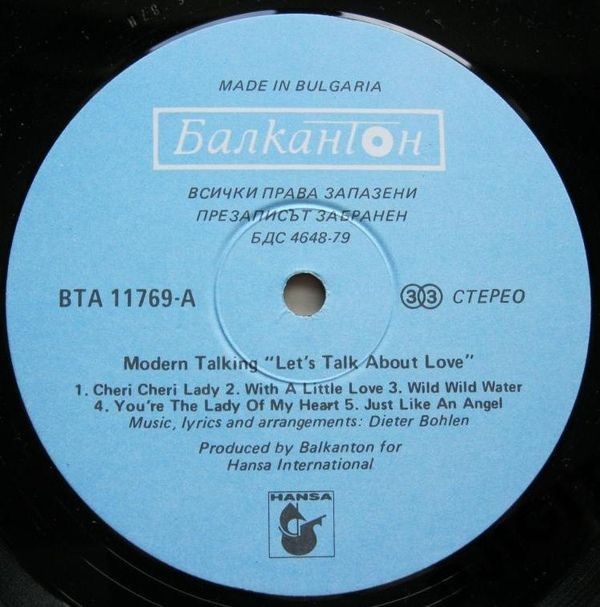 MADE IN BULGARIA
Балкантон
ВСИЧКИ ПРАВА ЗАПАЗЕНИ
ПРЕЗАПИСЪТ ЗАБРАНЕН
БДС 4648-79
ВТА 11769-А
33 СТЕРЕО
Modern Talking "Let's Talk About Love"
1. Cheri Cheri Lady 2. With A Little Love 3. Wild Wild Water
4. You're The Lady Of My Heart 5. Just Like An Angel
Music, lyrics and arrangements: Dieter Bohlen
Produced by Balkanton for
Hansa International
HANSA